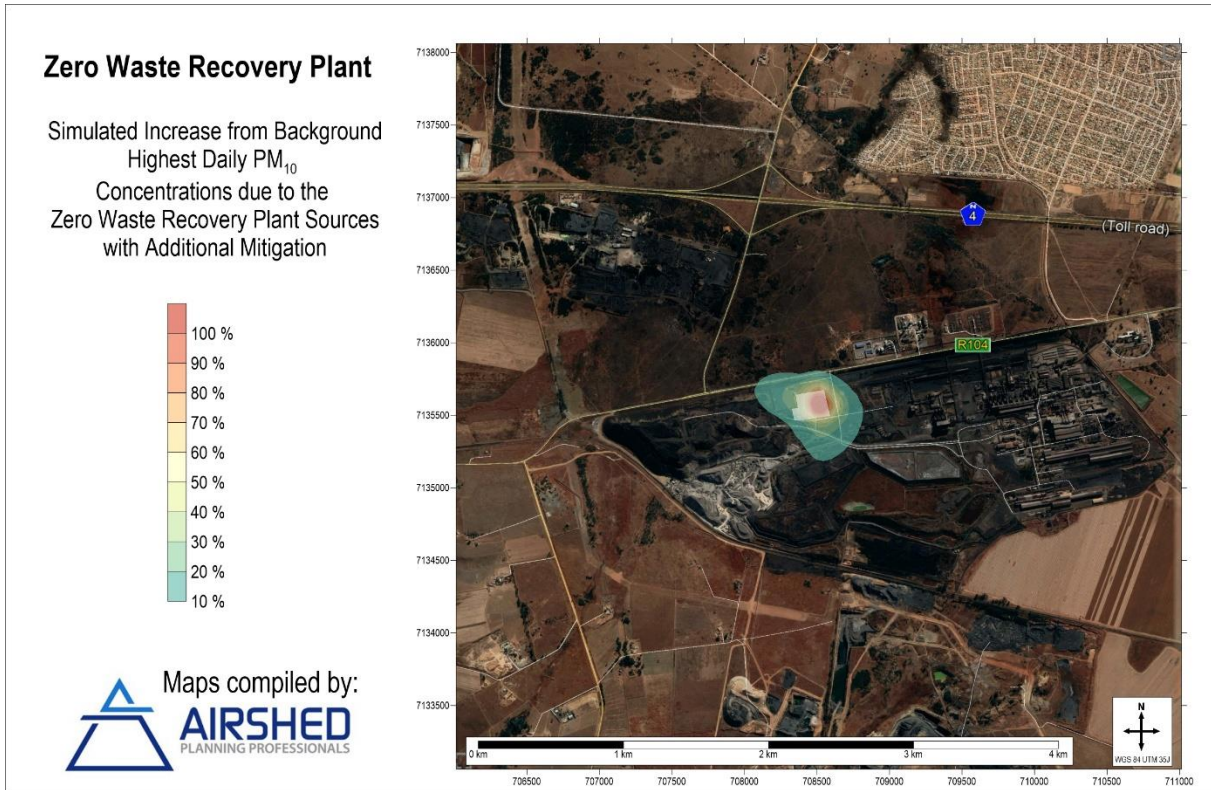 Zero Waste Recovery Plant
Simulated Increase from Background
Highest Daily PM₁₀
Concentrations due to the
Zero Waste Recovery Plant Sources
with Additional Mitigation
100 %
90 %
80 %
70 %
60 %
50 %
40 %
30 %
20 %
10 %
Maps compiled by:
AIRSHED
PLANNING PROFESSIONALS
7138000
7137500
7137000
7136500
7136000
7135500
7135000
7134500
7134000
7133500
N
4
(Toll road)
R104
0 km
1 km
2 km
3 km
4 km
N
WGS 84 UTM 35J
706500
707000
707500
708000
708500
709000
709500
710000
710500
711000